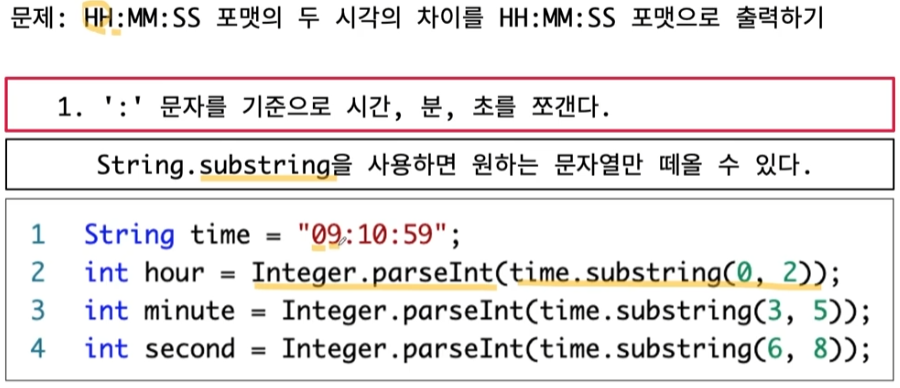 문제: HH:MM:SS 포맷의 두 시각의 차이를 HH:MM:SS 포맷으로 출력하기
1. ':' 문자를 기준으로 시간, 분, 초를 쪼갠다.
String.substring을 사용하면 원하는 문자열만 떼올 수 있다.
1 String time = "09:10:59";
2 int hour = Integer.parseInt(time.substring(0, 2));
3 int minute = Integer.parseInt(time.substring(3, 5));
4 int second = Integer.parseInt(time.substring(6, 8));